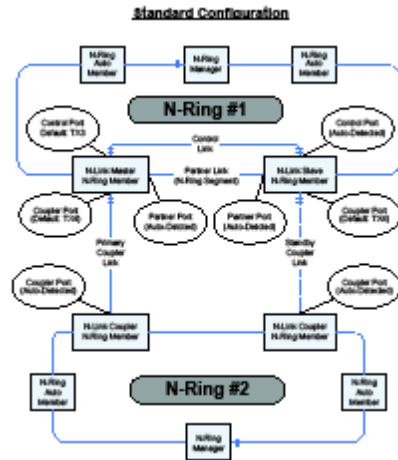 Standard Configuration
N-Ring
Auto
Member
N-Ring
Manager
N-Ring
Auto
Member
N-Ring #1
Control Port
Default: TX3
Control
Link
Control Port
(Auto-Detected)
N-Link Master
N-Ring Member
Partner Link
(N-Ring Segment)
N-Link Slave
N-Ring Member
Coupler Port
(Default: TX4)
Partner Port
(Auto-Detected)
Partner Port
(Auto-Detected)
Coupler Port
(Default: TX4)
Primary
Coupler
Link
Standby
Coupler
Link
Coupler Port
(Auto-Detected)
Coupler Port
(Auto-Detected)
N-Link Coupler
N-Ring Member
N-Link Coupler
N-Ring Member
N-Ring
Auto
Member
N-Ring #2
N-Ring
Auto
Member
N-Ring
Manager